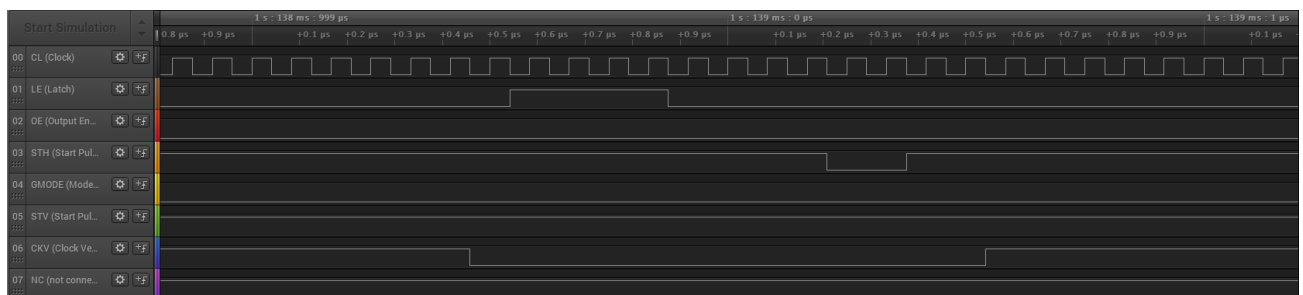 Start Simulation
1 s : 138 ms : 999 µs 1 s : 139 ms : 0 µs 1 s : 139 ms : 1 µs
0.8 µs +0.9 µs +0.1 µs +0.2 µs +0.3 µs +0.4 µs +0.5 µs +0.6 µs +0.7 µs +0.8 µs +0.9 µs +0.1 µs +0.2 µs +0.3 µs +0.4 µs +0.5 µs +0.6 µs +0.7 µs +0.8 µs +0.9 µs +0.1 µs
00 CL (Clock)
01 LE (Latch)
02 OE (Output En...
03 STH (Start Pul...
04 GMODE (Mode...
05 STV (Start Pul...
06 CKV (Clock Ve...
07 NC (not conne...